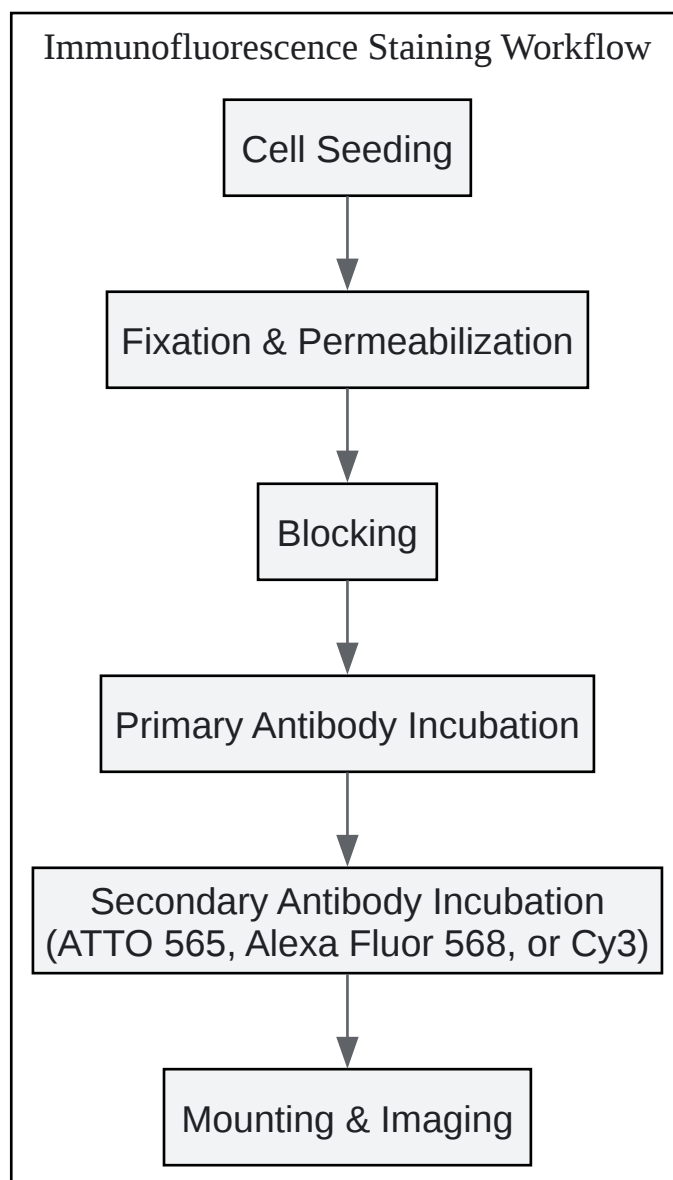 Immunofluorescence Staining Workflow
Cell Seeding
Fixation & Permeabilization
Blocking
Primary Antibody Incubation
Secondary Antibody Incubation
(ATTO 565, Alexa Fluor 568, or Cy3)
Mounting & Imaging